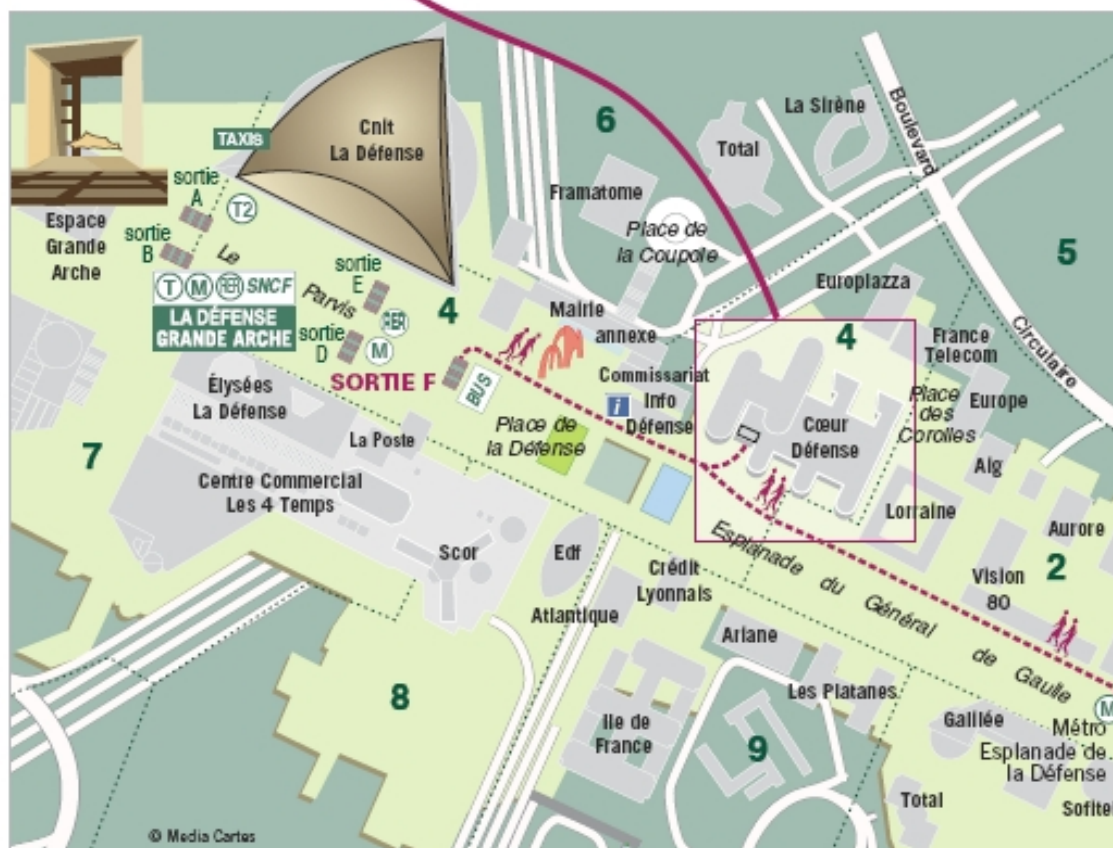 Cnit
La Défense
TAXIS
6
La Sirène
Boulevard
Total
Framatome
sortie
A
T2
Espace
Grande
Arche
sortie
B
Le
Parvis
Place de
la Coupole
5
T M RER SNCF
LA DÉFENSE
GRANDE ARCHE
sortie
E
RER
sortie
D
M
4
Mairie
annexe
Europlazza
4
Circulaire
SORTIE F
BUS
Commissariat
i
Info
Défense
France
Telecom
Place
des
Corolles
Europe
Élysées
La Défense
La Poste
Place de
la Défense
Cœur
Défense
Aig
7
Centre Commercial
Les 4 Temps
Lorraine
Aurore
Scor
Edf
Esplanade du Général de Gaulle
Vision
80
2
Crédit
Lyonnais
Atlantique
Ariane
Les Platanes
8
Ile de
France
9
Galilée
M
Métro
Esplanade de.
la Défense
Total
Sofitel
© Media Cartes